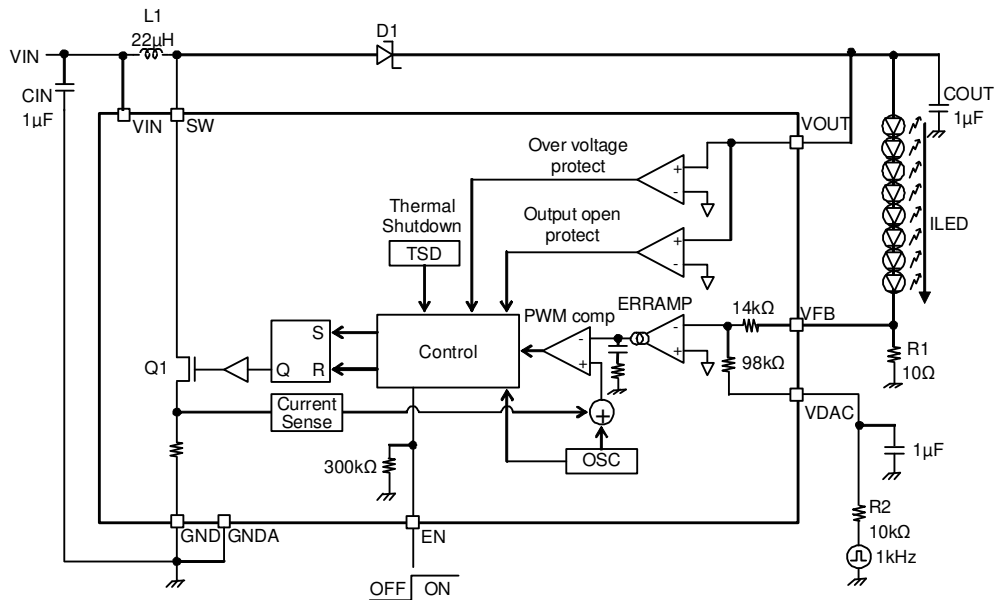 L1
22μH
D1
VIN
CIN
1μF
VIN
SW
VOUT
COUT
1μF
Over voltage
protect
Thermal
Shutdown
TSD
Output open
protect
ILED
+
-
+
-
PWM comp
ERRAMP
14kΩ
VFB
S
R
Q
Control
-
+
-
+
98kΩ
R1
10Ω
Q1
Current
Sense
+
VDAC
300kΩ
OSC
1μF
R2
10kΩ
1kHz
GND
GNDA
EN
OFF
ON